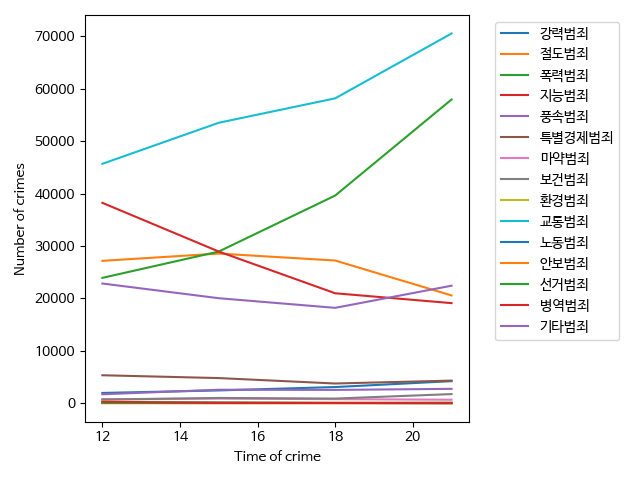 70000
60000
50000
40000
30000
20000
10000
0
Number of crimes
12
14
16
18
20
Time of crime
강력범죄
절도범죄
폭력범죄
지능범죄
풍속범죄
특별경제범죄
마약범죄
보건범죄
환경범죄
교통범죄
노동범죄
안보범죄
선거범죄
병역범죄
기타범죄